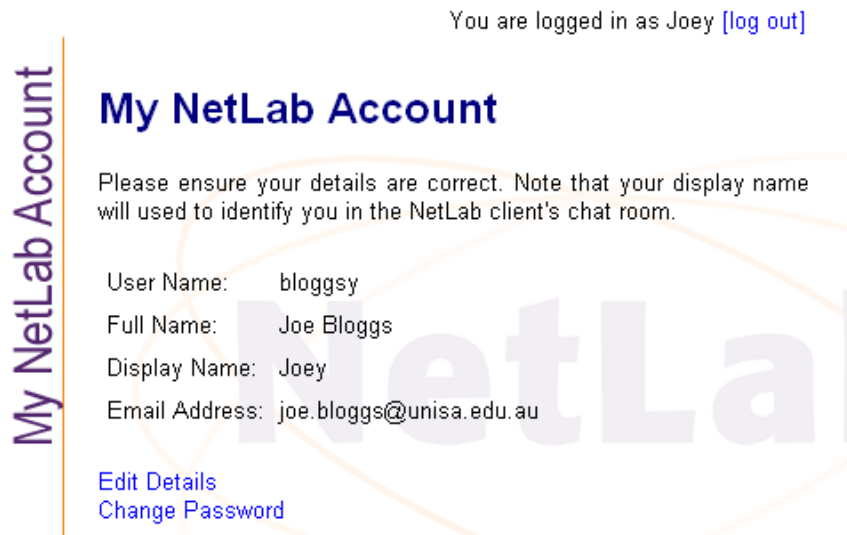 You are logged in as Joey [log out]
My NetLab Account
My NetLab Account
Please ensure your details are correct. Note that your display name
will used to identify you in the NetLab client's chat room.
User Name: bloggsy
Full Name: Joe Bloggs
Display Name: Joey
Email Address: joe.bloggs@unisa.edu.au
Edit Details
Change Password
NetLa